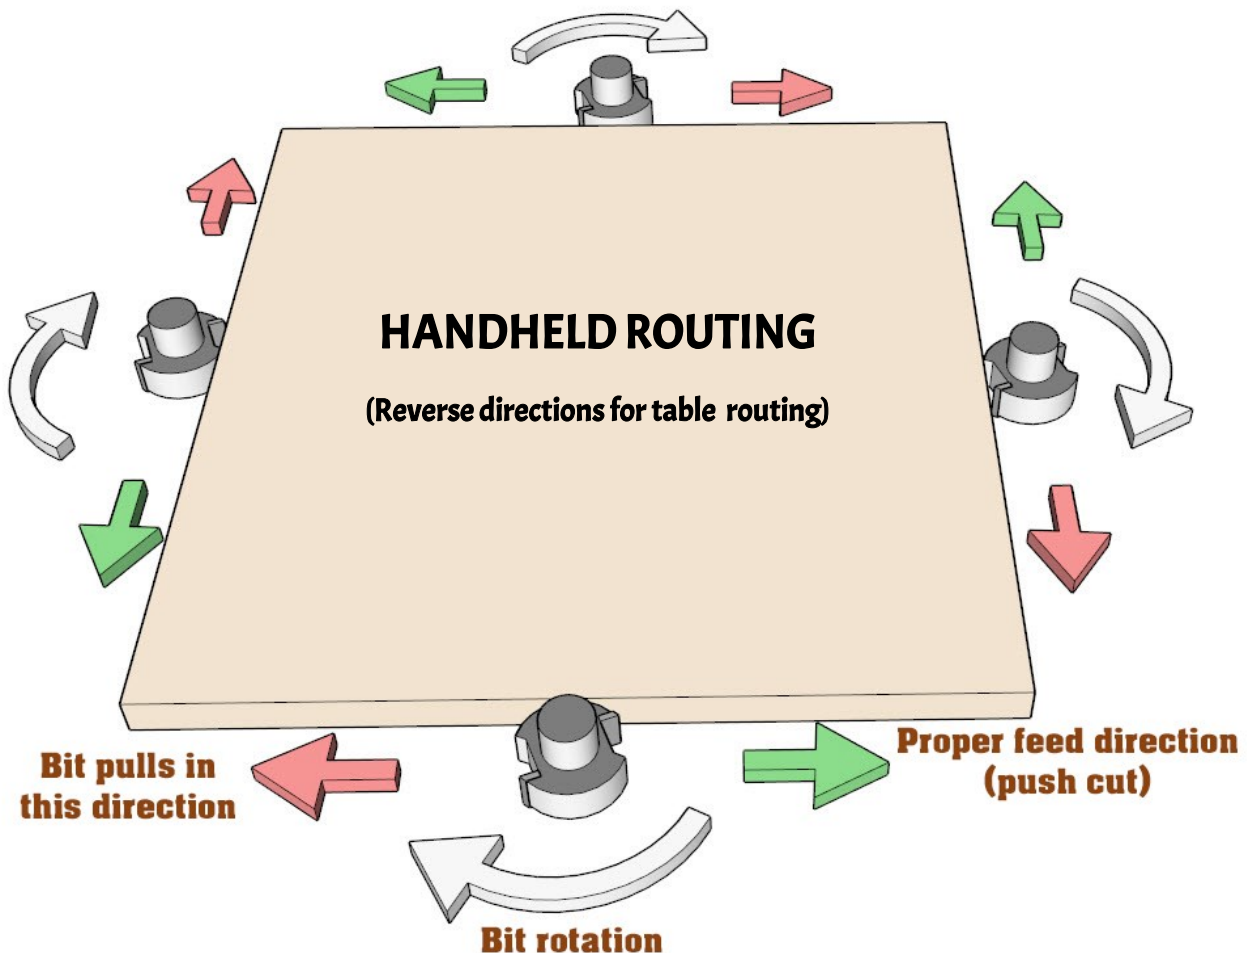 HANDHELD ROUTING
(Reverse directions for table routing)
Proper feed direction
(push cut)
Bit pulls in
this direction
Bit rotation